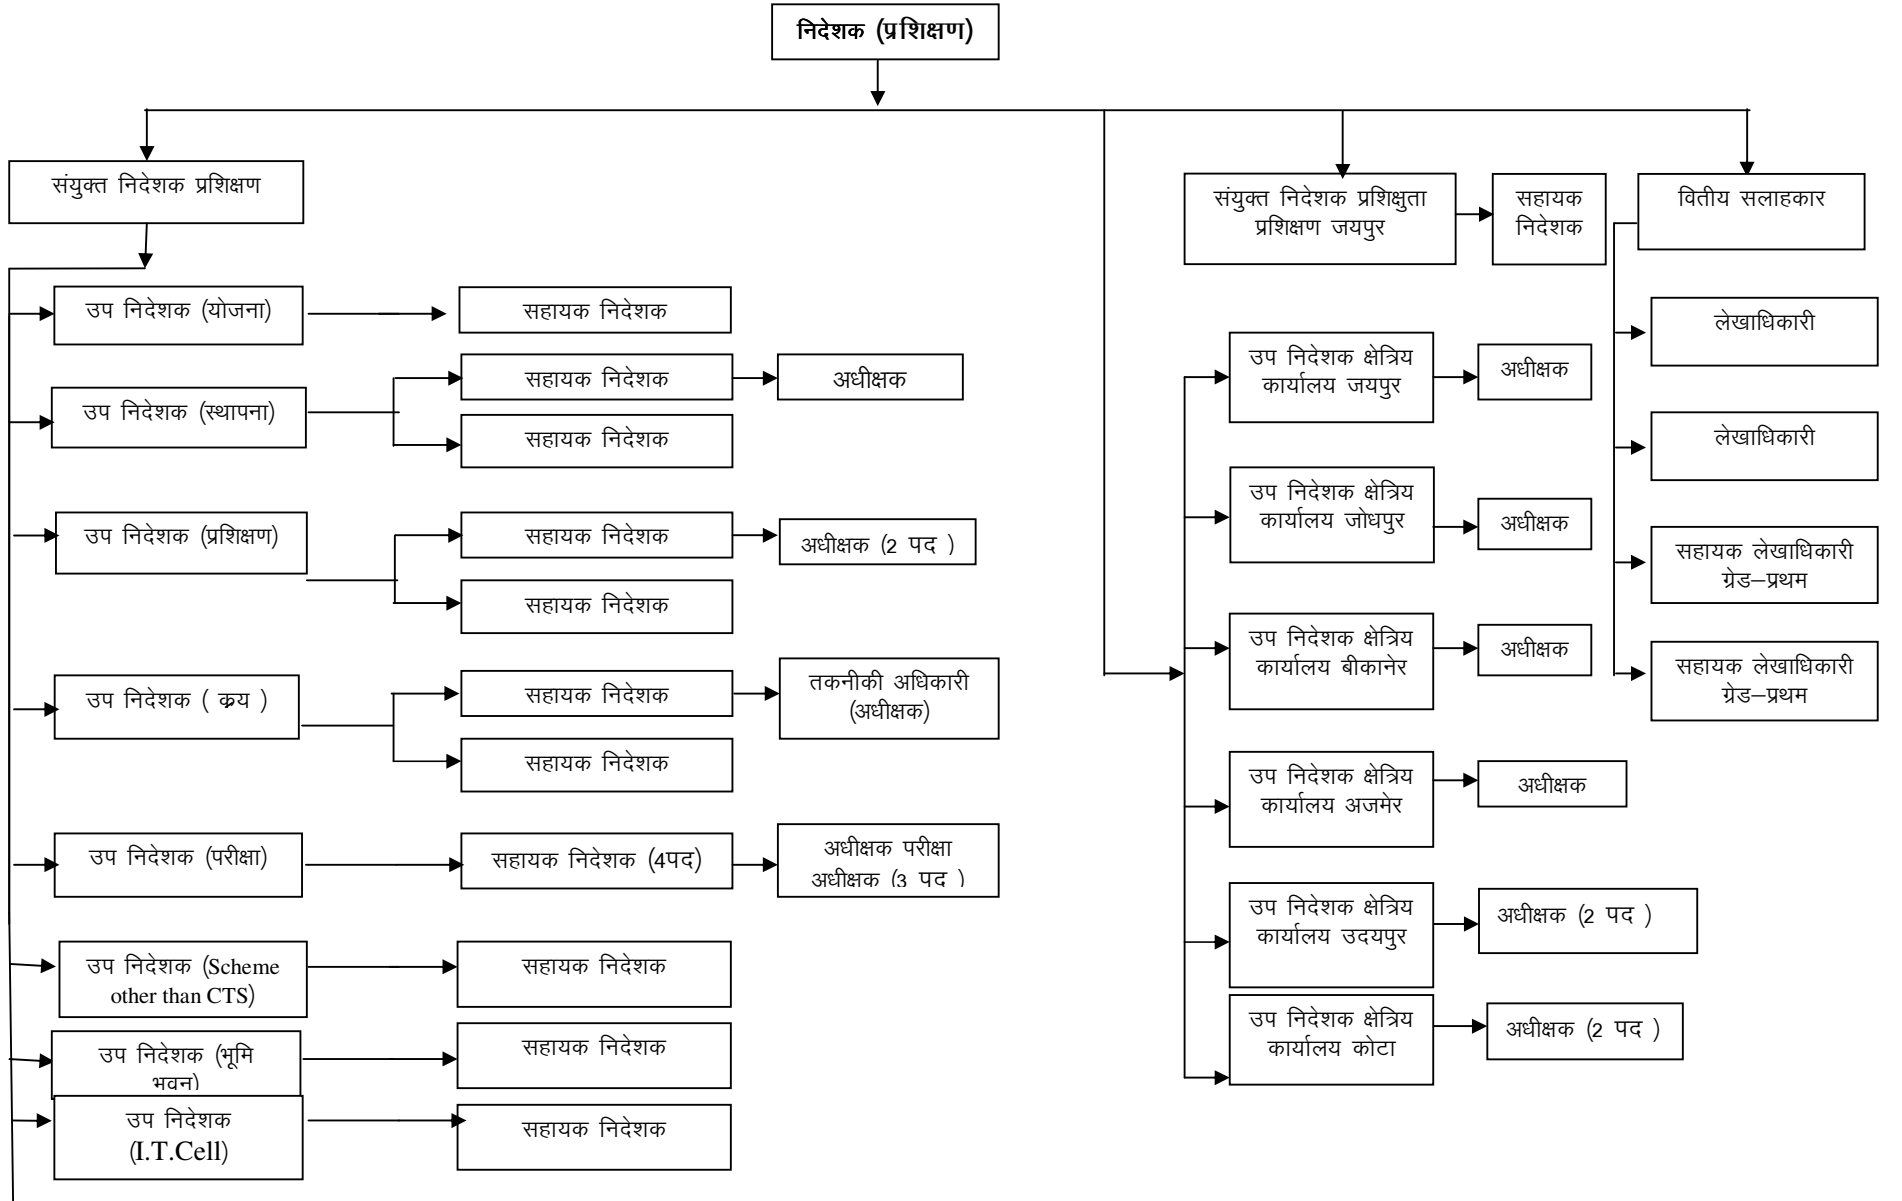 निदेशक (प्रशिक्षण)
संयुक्त निदेशक प्रशिक्षण
उप निदेशक (योजना)
सहायक निदेशक
उप निदेशक (स्थापना)
सहायक निदेशक
अधीक्षक
सहायक निदेशक
उप निदेशक (प्रशिक्षण)
सहायक निदेशक
अधीक्षक (2 पद )
सहायक निदेशक
उप निदेशक ( क्रय )
सहायक निदेशक
तकनीकी अधिकारी
(अधीक्षक)
सहायक निदेशक
उप निदेशक (परीक्षा)
सहायक निदेशक (4पद)
अधीक्षक परीक्षा
अधीक्षक (3 पद )
उप निदेशक (Scheme
other than CTS)
सहायक निदेशक
उप निदेशक (भूमि
भवन)
सहायक निदेशक
उप निदेशक
(I.T.Cell)
सहायक निदेशक
संयुक्त निदेशक प्रशिक्षुता
प्रशिक्षण जयपुर
सहायक
निदेशक
उप निदेशक क्षेत्रिय
कार्यालय जयपुर
अधीक्षक
उप निदेशक क्षेत्रिय
कार्यालय जोधपुर
अधीक्षक
उप निदेशक क्षेत्रिय
कार्यालय बीकानेर
अधीक्षक
उप निदेशक क्षेत्रिय
कार्यालय अजमेर
अधीक्षक
उप निदेशक क्षेत्रिय
कार्यालय उदयपुर
अधीक्षक (2 पद )
उप निदेशक क्षेत्रिय
कार्यालय कोटा
अधीक्षक (2 पद )
वितीय सलाहकार
लेखाधिकारी
लेखाधिकारी
सहायक लेखाधिकारी
ग्रेड–प्रथम
सहायक लेखाधिकारी
ग्रेड–प्रथम